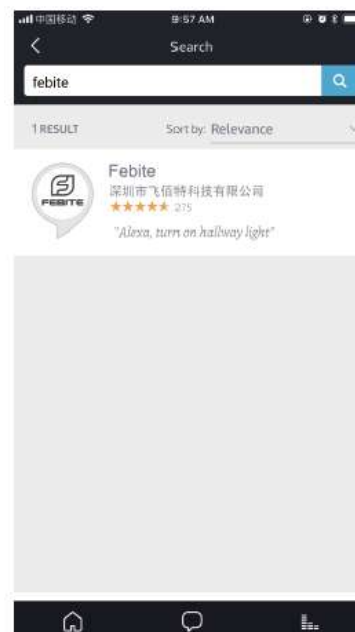 中国移动
9:57 AM
Search
febite
1 RESULT
Sort by: Relevance
FEBITE
Febite
深圳市飞佰特科技有限公司
275
"Alexa, turn on hallway light"